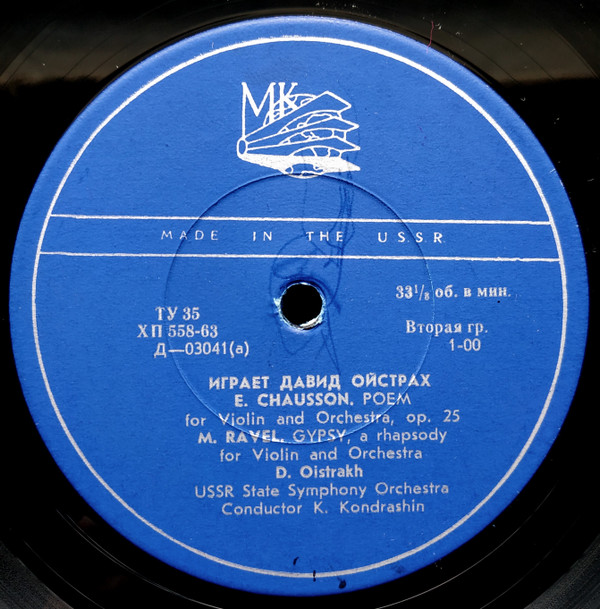 МК
MADE IN THE U.S.S.R.
33⅓ об. в мин.
ТУ 35
ХП 558-63
Вторая гр.
Д—03041(а)
1-00
ИГРАЕТ ДАВИД ОЙСТРАХ
E. CHAUSSON. POEM
for Violin and Orchestra, op. 25
M. RAVEL. GYPSY, a rhapsody
for Violin and Orchestra
D. Oistrakh
USSR State Symphony Orchestra
Conductor K. Kondrashin